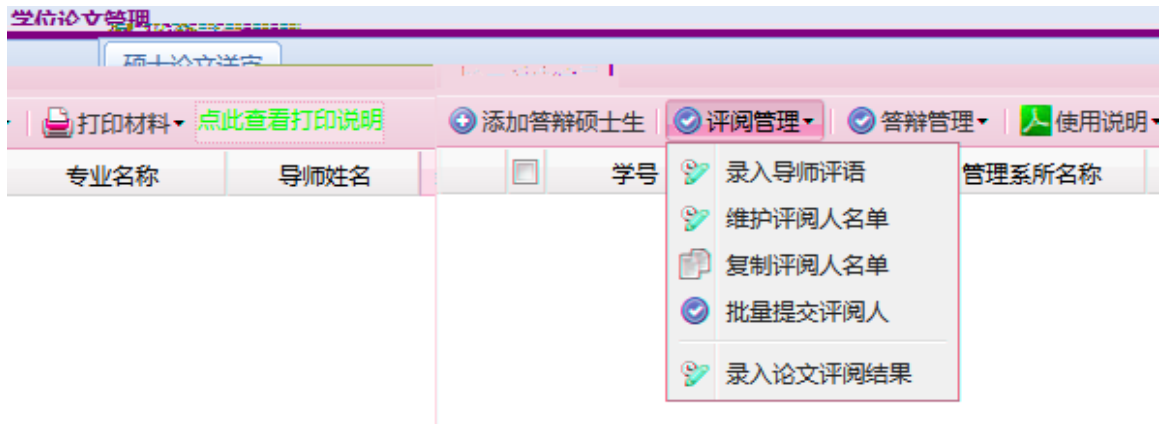 学位论文管理
硕士论文送审
打印材料 点此查看打印说明 添加答辩硕士生 评阅管理 答辩管理 使用说明
专业名称 导师姓名 学号 管理系所名称
录入导师评语
维护评阅人名单
复制评阅人名单
批量提交评阅人
录入论文评阅结果